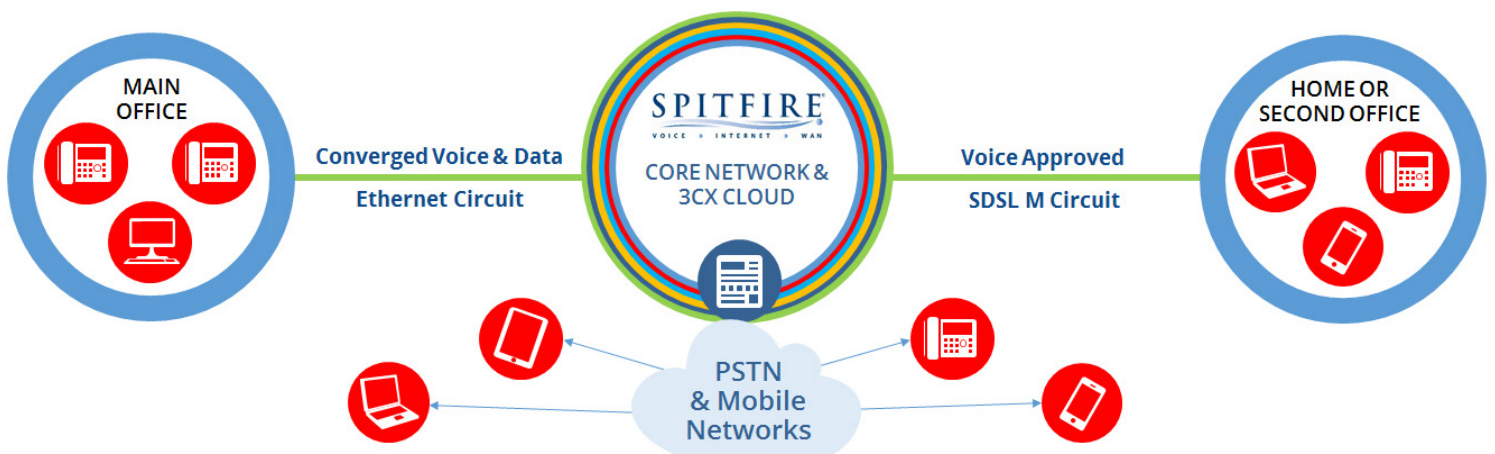 MAIN
OFFICE
Converged Voice & Data
Ethernet Circuit
SPITFIRE
VOICE INTERNET WAN
CORE NETWORK &
3CX CLOUD
Voice Approved
SDSL M Circuit
HOME OR
SECOND OFFICE
PSTN
& Mobile
Networks